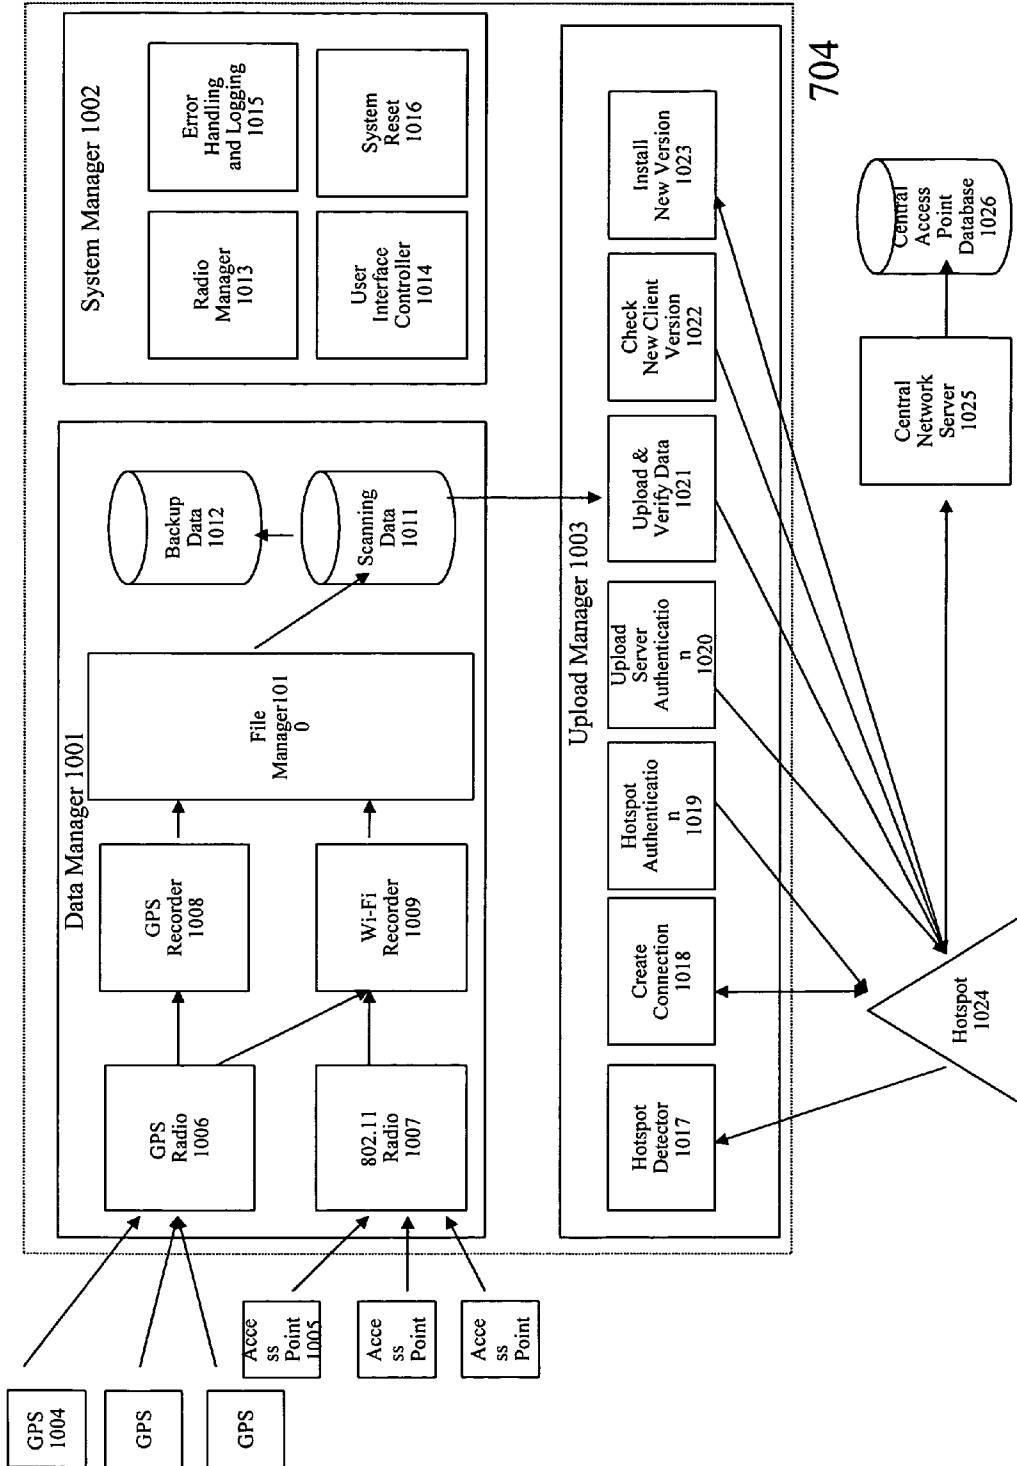 GPS
1004
GPS
GPS
Acce
ss
Point
1005
Acce
ss
Point
Acce
ss
Point
Data Manager 1001
GPS
Radio
1006
802.11
Radio
1007
GPS
Recorder
1008
Wi-Fi
Recorder
1009
File
Manager101
0
Backup
Data
1012
Scanning
Data
1011
System Manager 1002
Radio
Manager
1013
Error
Handling
and Logging
1015
User
Interface
Controller
1014
System
Reset
1016
Upload Manager 1003
Hotspot
Detector
1017
Create
Connection
1018
Hotspot
Authenticatio
n 1019
Upload
Server
Authenticatio
n 1020
Upload &
Verify Data
1021
Check
New Client
Version
1022
Install
New Version
1023
704
Hotspot
1024
Central
Network
Server
1025
Central
Access
Point
Database
1026